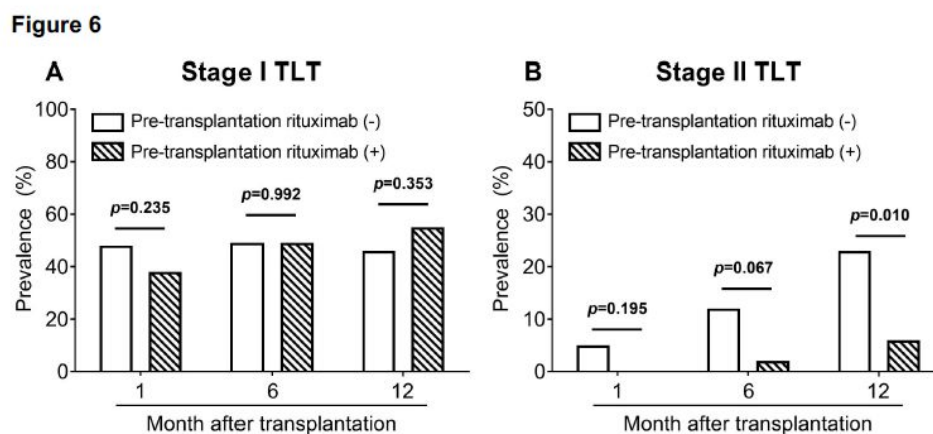 Figure 6
A Stage I TLT
100
80
60
40
20
0
Prevalence (%)
Pre-transplantation rituximab (-)
Pre-transplantation rituximab (+)
p=0.235
p=0.992
p=0.353
1 6 12
Month after transplantation
B Stage II TLT
50
40
30
20
10
0
Prevalence (%)
Pre-transplantation rituximab (-)
Pre-transplantation rituximab (+)
p=0.195
p=0.067
p=0.010
1 6 12
Month after transplantation